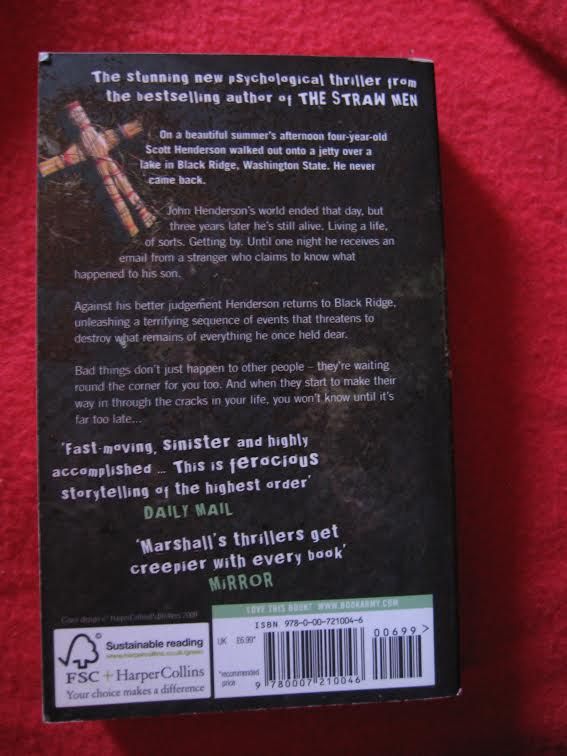 The stunning new psychological thriller from
the bestselling author of THE STRAW MEN
On a beautiful summer's afternoon four-year-old
Scott Henderson walked out onto a jetty over a
lake in Black Ridge, Washington State. He never
came back.
John Henderson's world ended that day, but
three years later he's still alive. Living a life,
of sorts. Getting by. Until one night he receives an
email from a stranger who claims to know what
happened to his son.
Against his better judgement Henderson returns to Black Ridge,
unleashing a terrifying sequence of events that threatens to
destroy what remains of everything he once held dear.
Bad things don't just happen to other people – they're waiting
round the corner for you too. And when they start to make their
way in through the cracks in your life, you won't know until it's
far too late...
'Fast-moving, sinister and highly
accomplished ... This is ferocious
storytelling of the highest order'
DAILY MAIL
'Marshall's thrillers get
creepier with every book'
MIRROR
Cover design © HarperCollinsPublishers 2009
LOVE THIS BOOK? WWW.BOOKARMY.COM
ISBN 978-0-00-721004-6
UK £6.99*
00699 >
*recommended
price
9 780007 210046
Sustainable reading
www.harpercollins.co.uk/green
FSC + HarperCollins
Your choice makes a difference